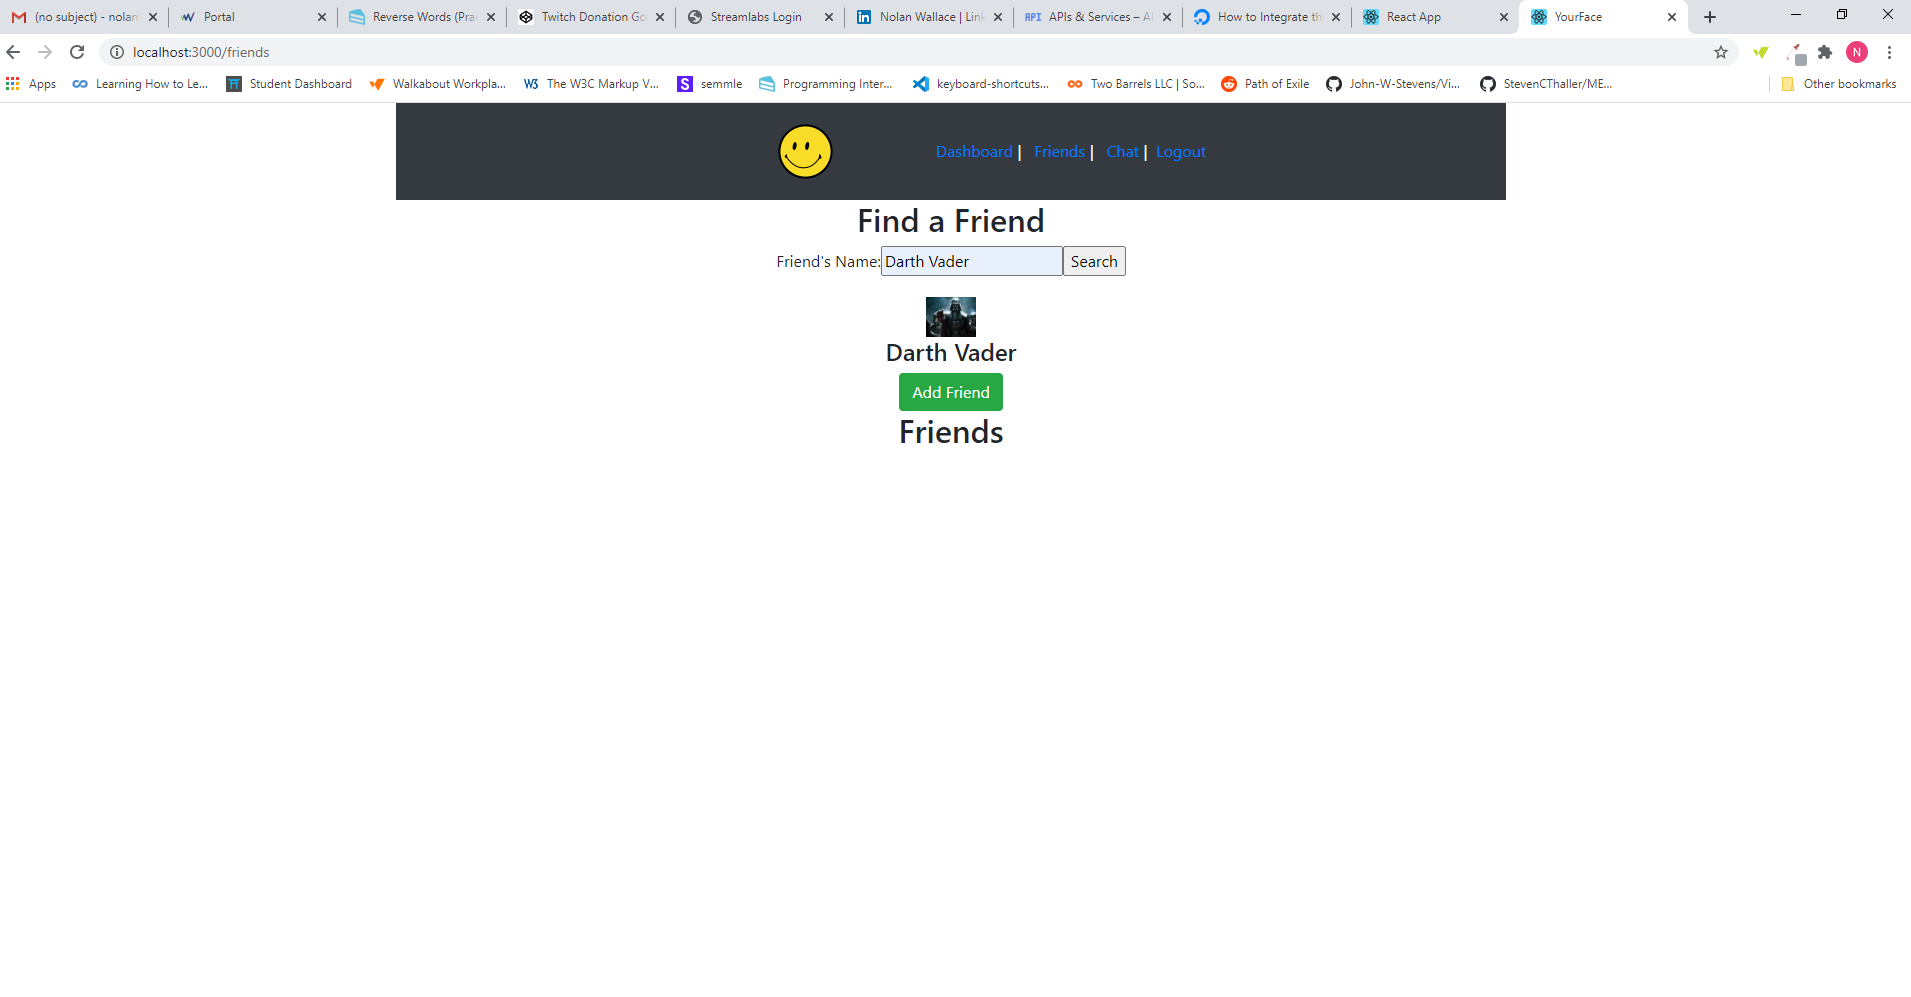 (no subject) - nolan
Portal
Reverse Words (Prac
Twitch Donation Go
Streamlabs Login
Nolan Wallace | Link
API APIs & Services – A
How to Integrate th
React App
YourFace
localhost:3000/friends
N
Apps
Learning How to Le...
Student Dashboard
Walkabout Workpla...
W3 The W3C Markup V...
S semmle
Programming Inter...
keyboard-shortcuts...
Two Barrels LLC | So...
Path of Exile
John-W-Stevens/Vi...
StevenCThaller/ME...
Other bookmarks
Dashboard | Friends | Chat | Logout
Find a Friend
Friend's Name: Darth Vader Search
Darth Vader
Add Friend
Friends